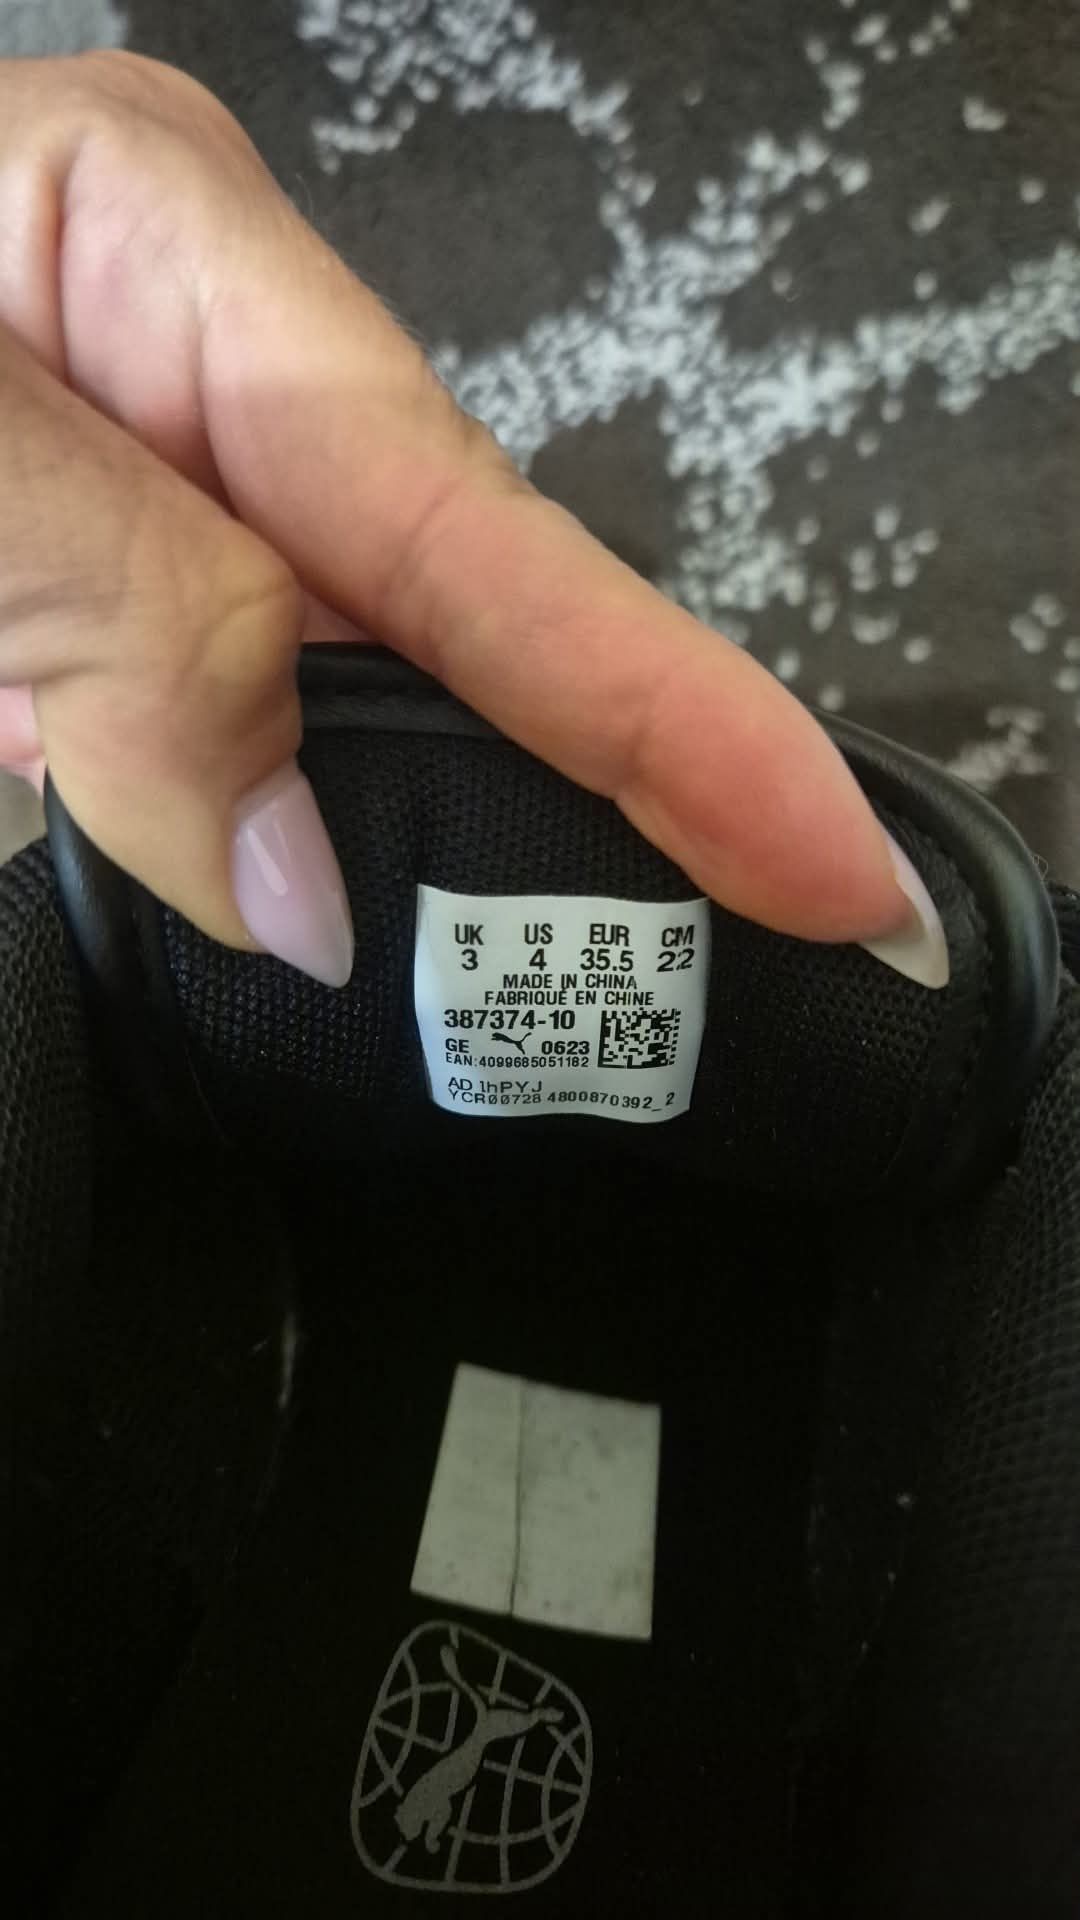 UK US EUR CM
3 4 35.5 22
MADE IN CHINA
FABRIQUÉ EN CHINE
387374-10
GE 0623
EAN:4099685051182
AD 1hPYJ
YCR00728 4800870392_2